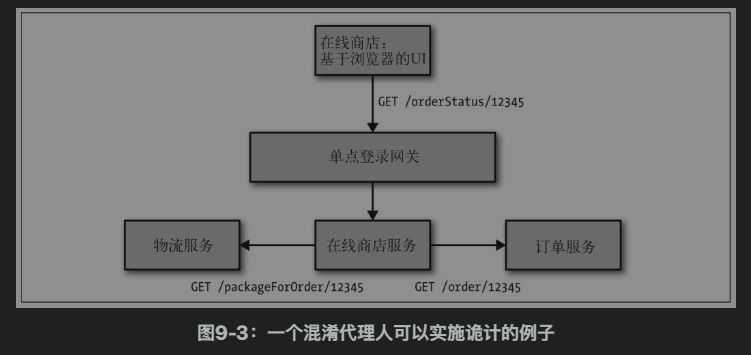 在线商店：
基于浏览器的UI
GET /orderStatus/12345
单点登录网关
物流服务
在线商店服务
订单服务
GET /packageForOrder/12345
GET /order/12345
图9-3：一个混淆代理人可以实施诡计的例子